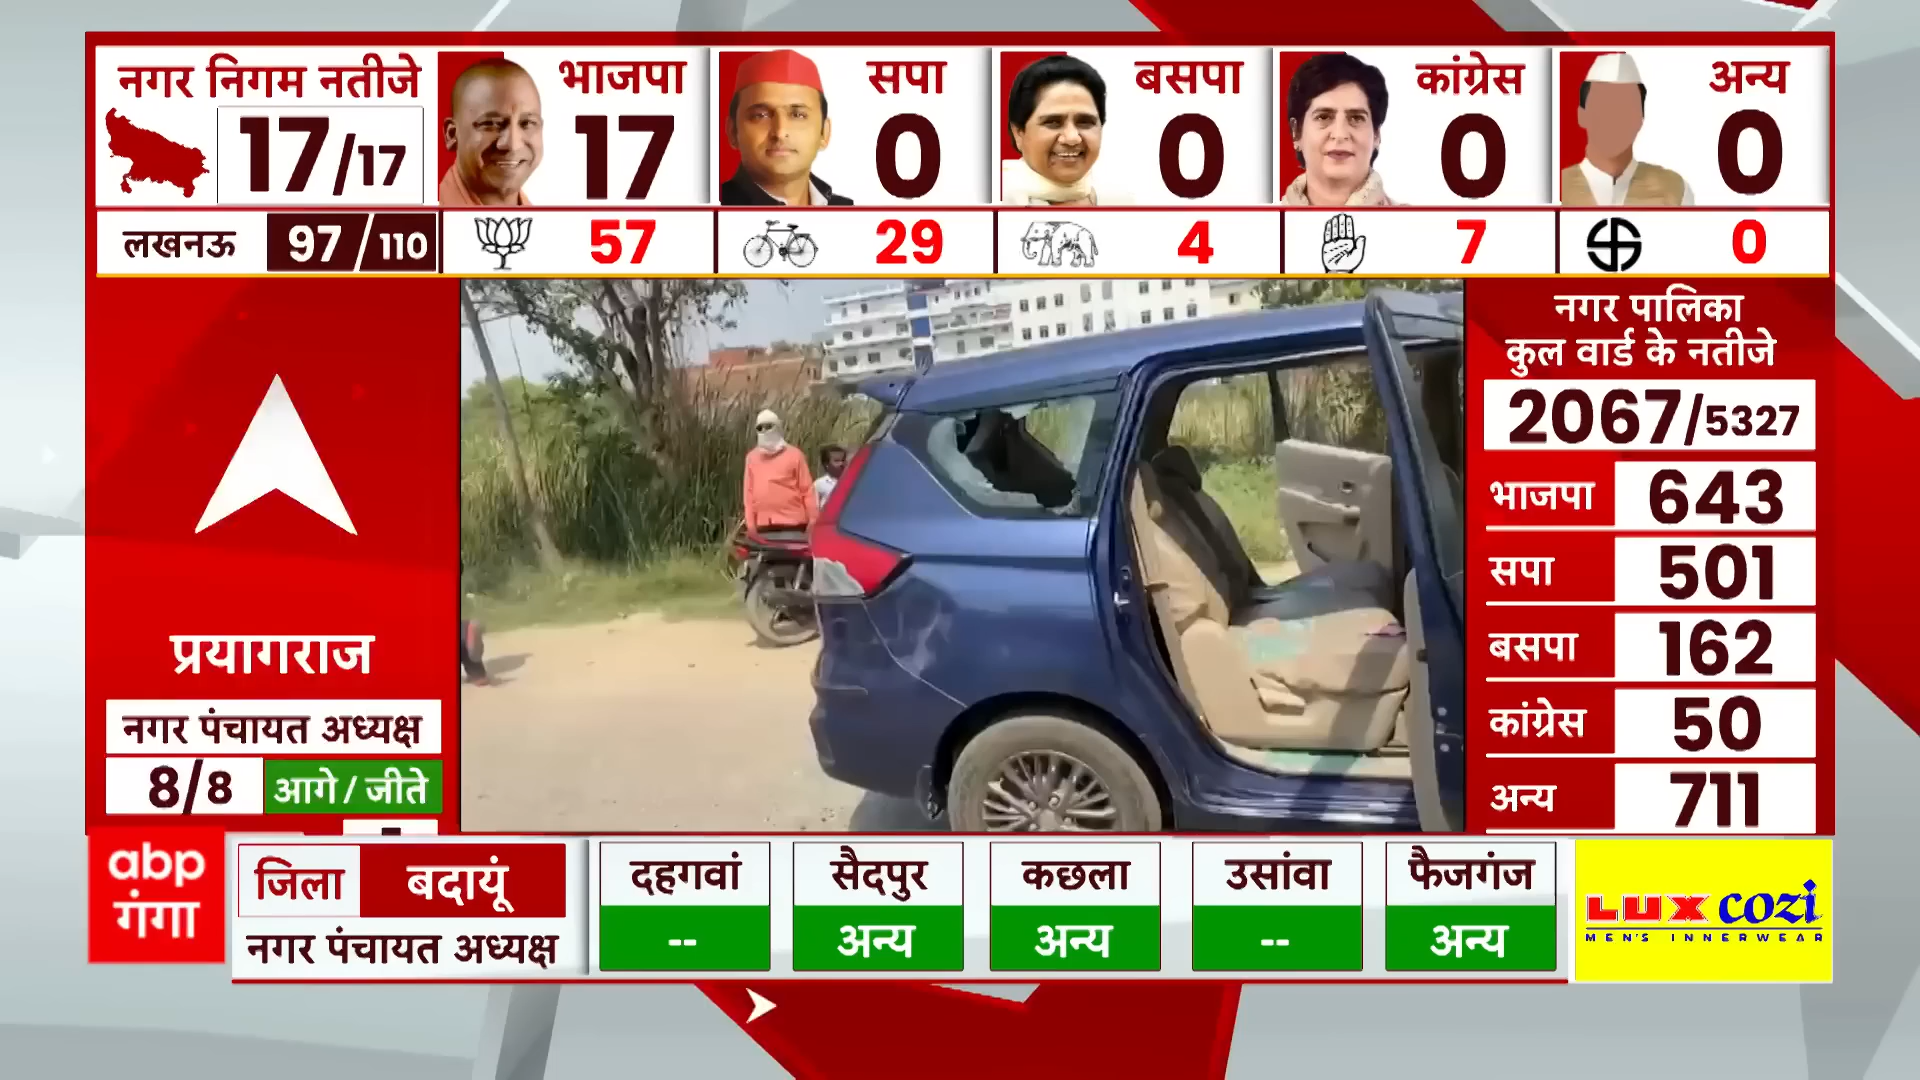 नगर निगम नतीजे
17/17
भाजपा
17
सपा
0
बसपा
0
कांग्रेस
0
अन्य
0
लखनऊ
97/110
57
29
4
7
0
प्रयागराज
नगर पंचायत अध्यक्ष
8/8
आगे / जीते
नगर पालिका
कुल वार्ड के नतीजे
2067/5327
भाजपा 643
सपा 501
बसपा 162
कांग्रेस 50
अन्य 711
abp
गंगा
जिला बदायूं
नगर पंचायत अध्यक्ष
दहगवां
--
सैदपुर
अन्य
कछला
अन्य
उसांवा
--
फैजगंज
अन्य
LUX cozi
MEN'S INNERWEAR